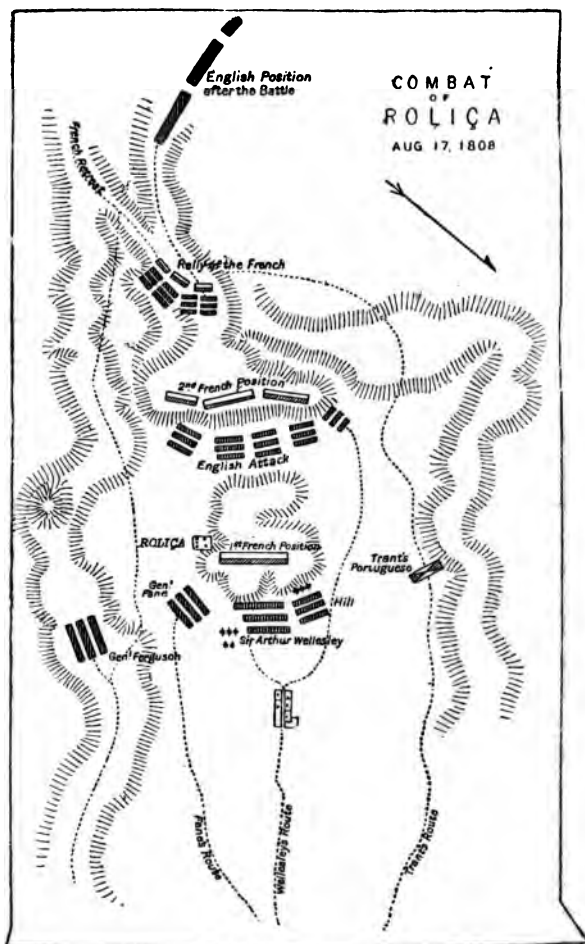 English Position
after the Battle
COMBAT
OF
ROLIÇA
AUG 17, 1808
French Retreat
Rally of the French
2nd French Position
English Attack
ROLIÇA
1st French Position
Trant's
Portuguese
Genl
Fane
Hill
Sir Arthur Wellesley
Genl Ferguson
Fane's Route
Wellesley's Route
Trant's Route